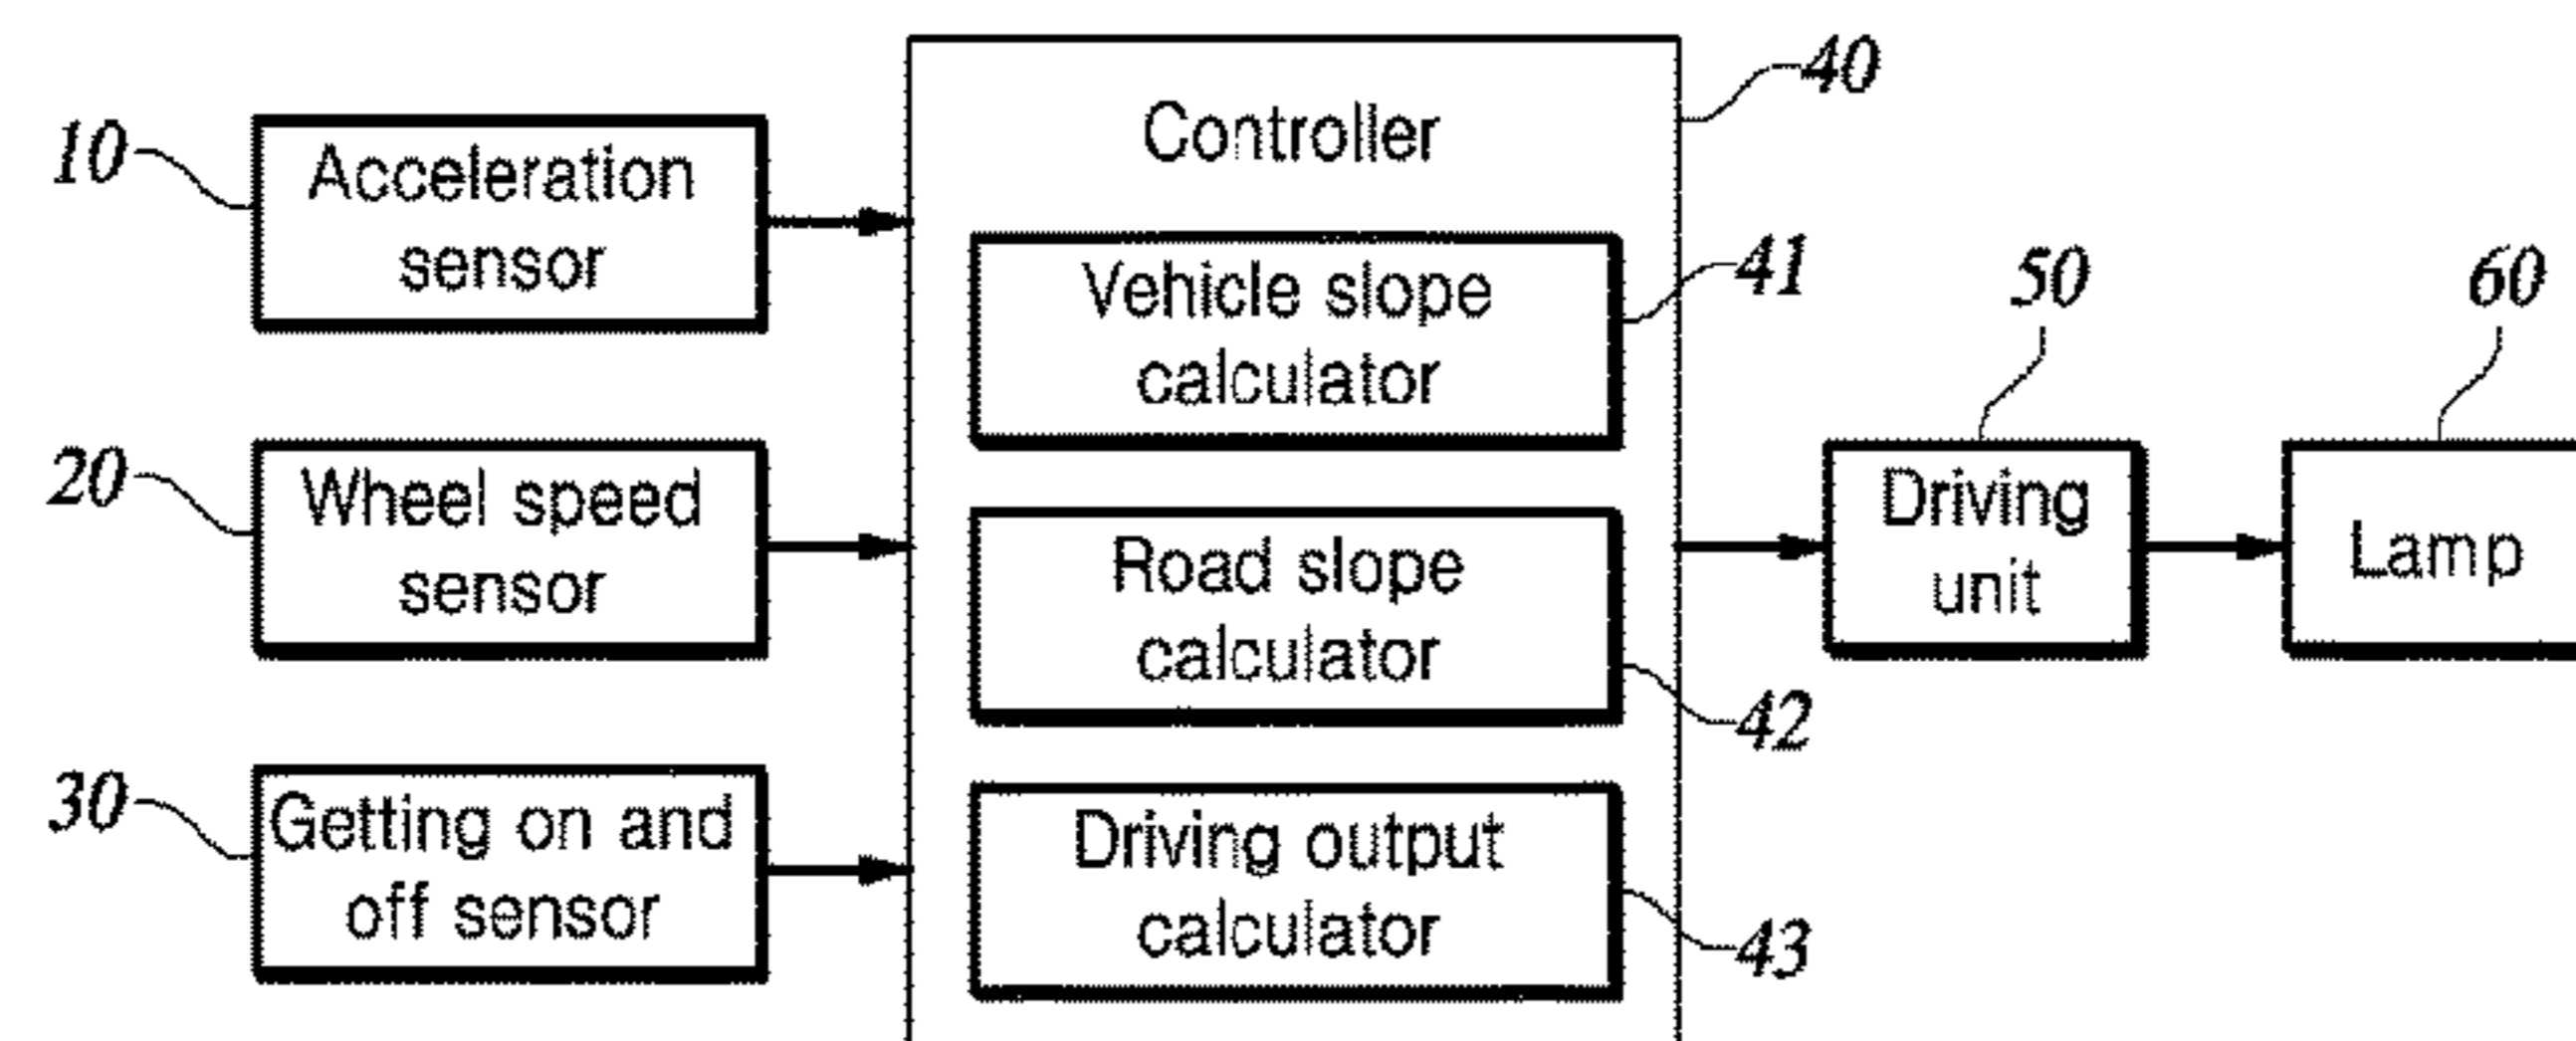 40
Controller
10
Acceleration
sensor
Vehicle slope
calculator
41
50
60
20
Wheel speed
sensor
Driving
unit
Lamp
Road slope
calculator
42
30
Getting on and
off sensor
Driving output
calculator
43